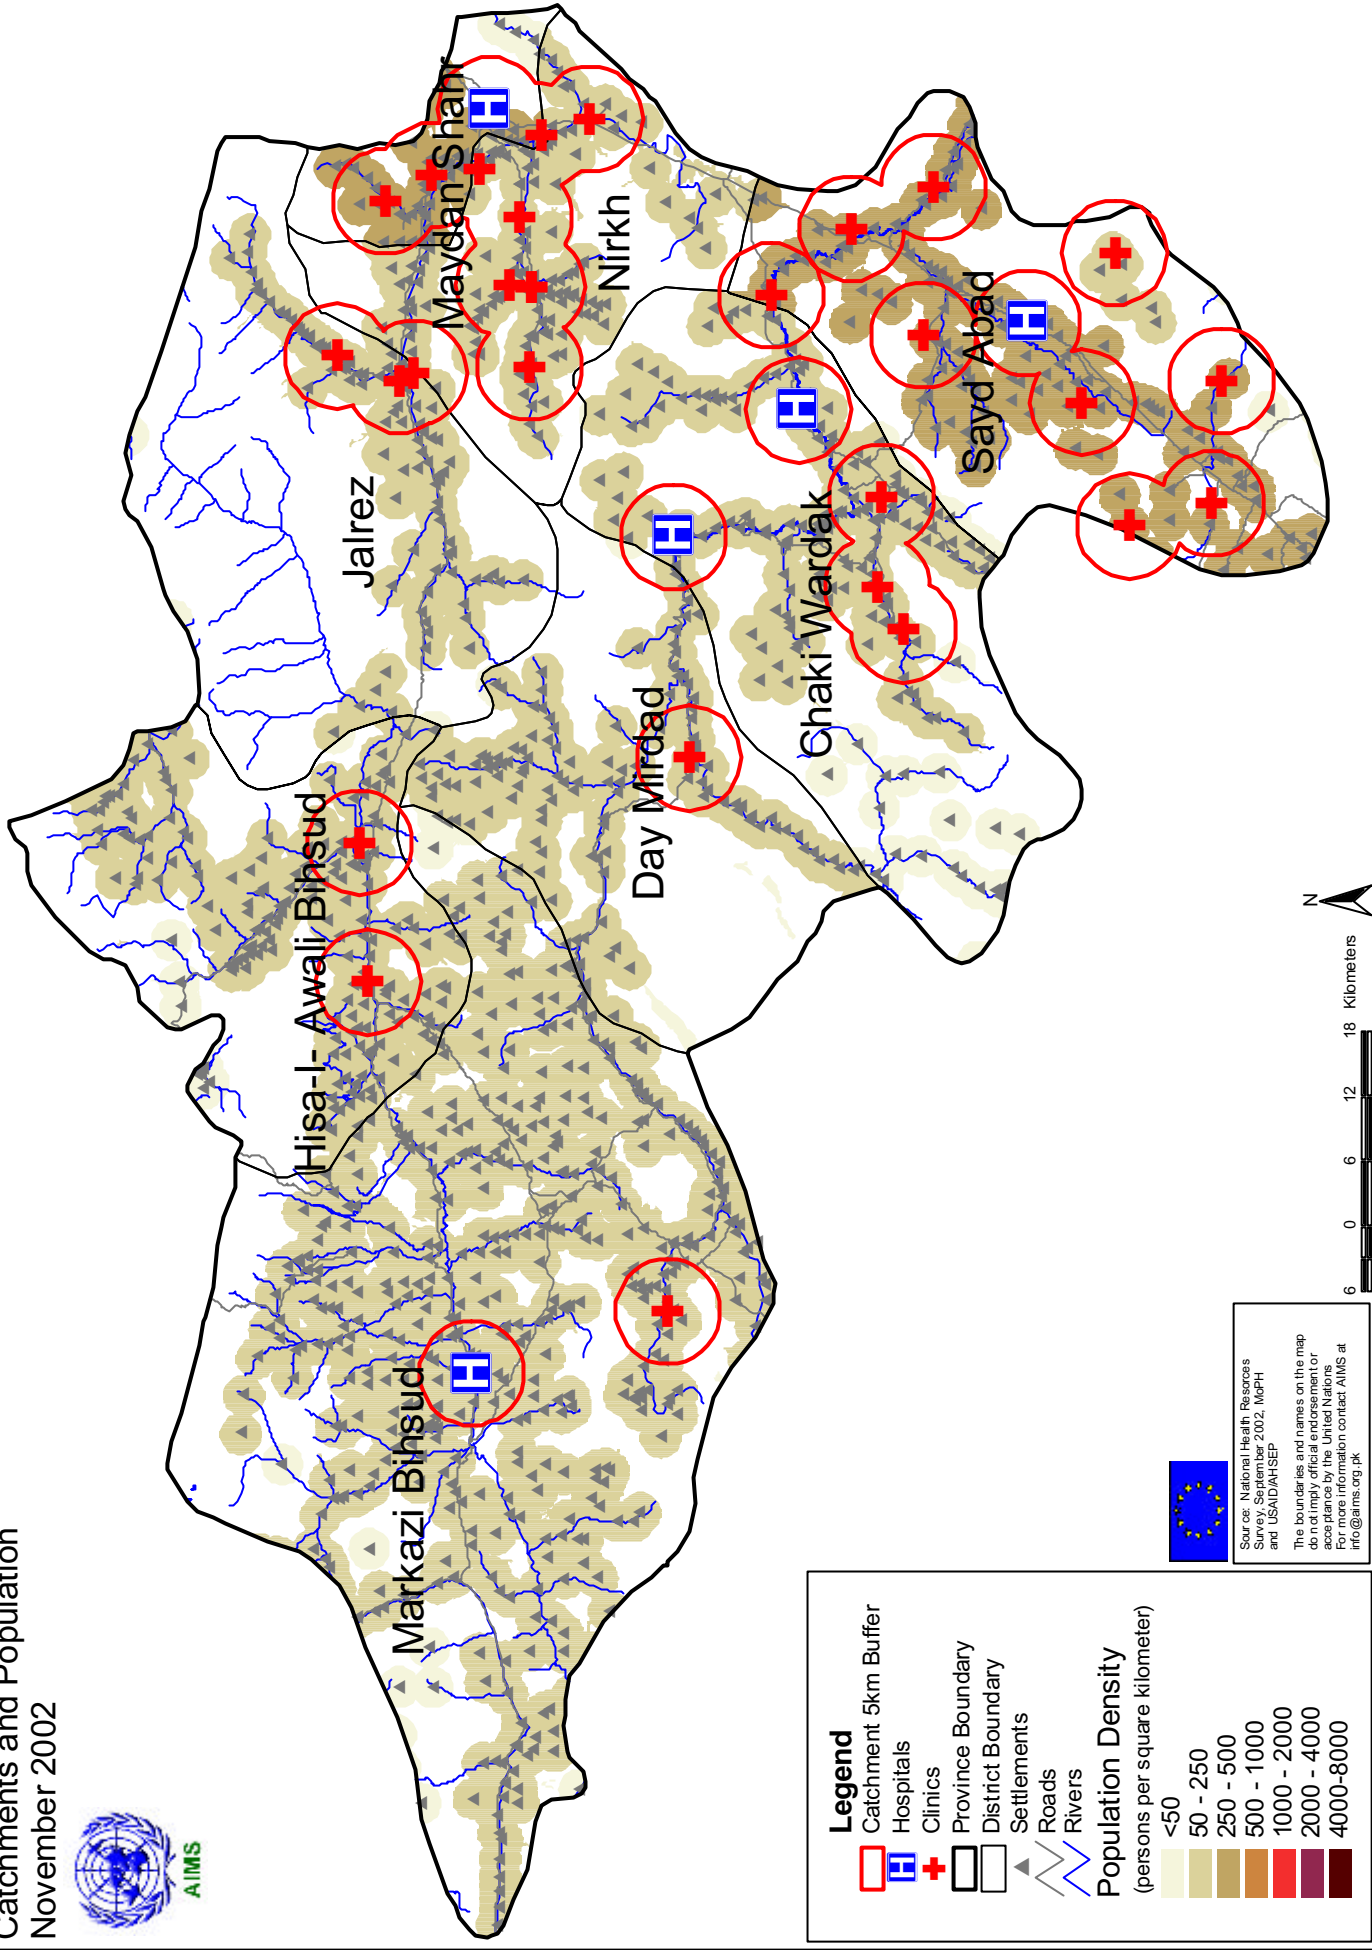 Catchments and Population
November 2002
AIMS
Markazi Bihsud
Hisa-I- Awali Bihsud
Day Mirdad
Jalrez
Chaki Wardak
Maydan Shahr
Nirkh
Sayd Abad
H
H
H
H
H
Legend
Catchment 5km Buffer
H Hospitals
Clinics
Province Boundary
District Boundary
Settlements
Roads
Rivers
Population Density
(persons per square kilometer)
<50
50 - 250
250 - 500
500 - 1000
1000 - 2000
2000 - 4000
4000-8000
Source: National Health Resorces
Survey, September 2002, MoPH
and USAID/AHSEP
The boundaries and names on the map
do not imply official endorsement or
acceptance by the United Nations
For more information contact AIMS at
info@aims.org.pk
6 0 6 12 18 Kilometers
N